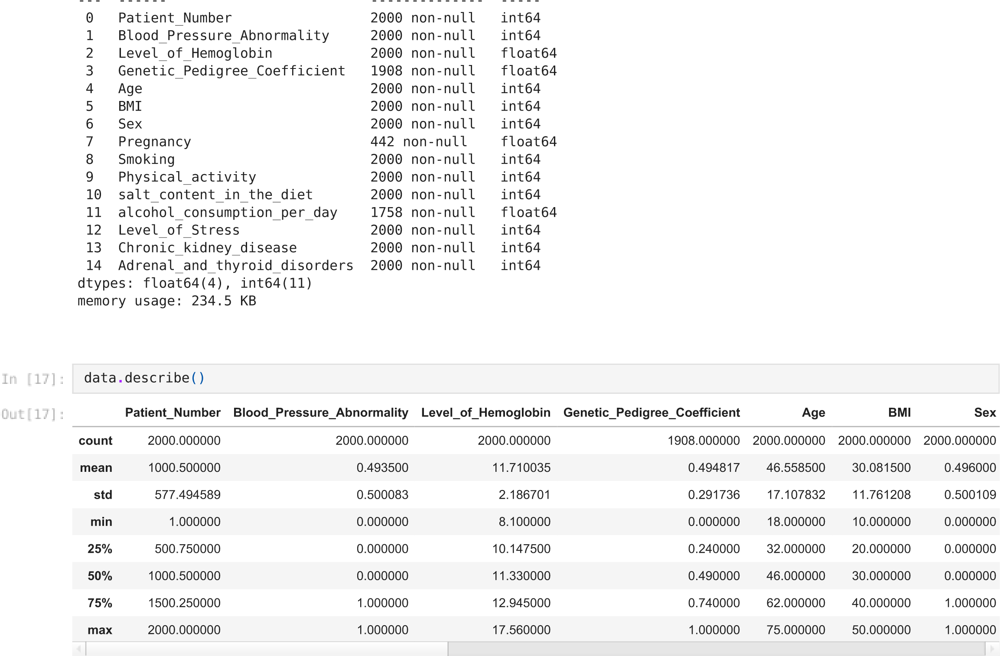 ---  ------                          --------------  -----
0   Patient_Number                  2000 non-null   int64
1   Blood_Pressure_Abnormality      2000 non-null   int64
2   Level_of_Hemoglobin             2000 non-null   float64
3   Genetic_Pedigree_Coefficient    1908 non-null   float64
4   Age                             2000 non-null   int64
5   BMI                             2000 non-null   int64
6   Sex                             2000 non-null   int64
7   Pregnancy                       442 non-null    float64
8   Smoking                         2000 non-null   int64
9   Physical_activity               2000 non-null   int64
10  salt_content_in_the_diet        2000 non-null   int64
11  alcohol_consumption_per_day     1758 non-null   float64
12  Level_of_Stress                 2000 non-null   int64
13  Chronic_kidney_disease          2000 non-null   int64
14  Adrenal_and_thyroid_disorders   2000 non-null   int64
dtypes: float64(4), int64(11)
memory usage: 234.5 KB
In [17]: data.describe()
Out[17]: Patient_Number Blood_Pressure_Abnormality Level_of_Hemoglobin Genetic_Pedigree_Coefficient Age BMI Sex
count 2000.000000 2000.000000 2000.000000 1908.000000 2000.000000 2000.000000 2000.000000
mean 1000.500000 0.493500 11.710035 0.494817 46.558500 30.081500 0.496000
std 577.494589 0.500083 2.186701 0.291736 17.107832 11.761208 0.500109
min 1.000000 0.000000 8.100000 0.000000 18.000000 10.000000 0.000000
25% 500.750000 0.000000 10.147500 0.240000 32.000000 20.000000 0.000000
50% 1000.500000 0.000000 11.330000 0.490000 46.000000 30.000000 0.000000
75% 1500.250000 1.000000 12.945000 0.740000 62.000000 40.000000 1.000000
max 2000.000000 1.000000 17.560000 1.000000 75.000000 50.000000 1.000000